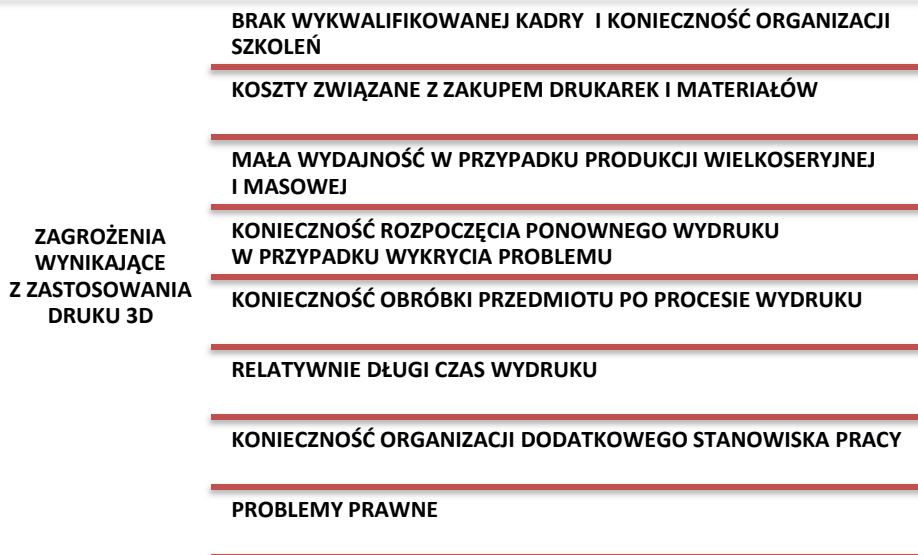 BRAK WYKWALIFIKOWANEJ KADRY I KONIECZNOŚĆ ORGANIZACJI
SZKOLEŃ
KOSZTY ZWIĄZANE Z ZAKUPEM DRUKAREK I MATERIAŁÓW
MAŁA WYDAJNOŚĆ W PRZYPADKU PRODUKCJI WIELKOSERYJNEJ
I MASOWEJ
ZAGROŻENIA
WYNIKAJĄCE
Z ZASTOSOWANIA
DRUKU 3D
KONIECZNOŚĆ ROZPOCZĘCIA PONOWNEGO WYDRUKU
W PRZYPADKU WYKRYCIA PROBLEMU
KONIECZNOŚĆ OBRÓBKI PRZEDMIOTU PO PROCESIE WYDRUKU
RELATYWNIE DŁUGI CZAS WYDRUKU
KONIECZNOŚĆ ORGANIZACJI DODATKOWEGO STANOWISKA PRACY
PROBLEMY PRAWNE